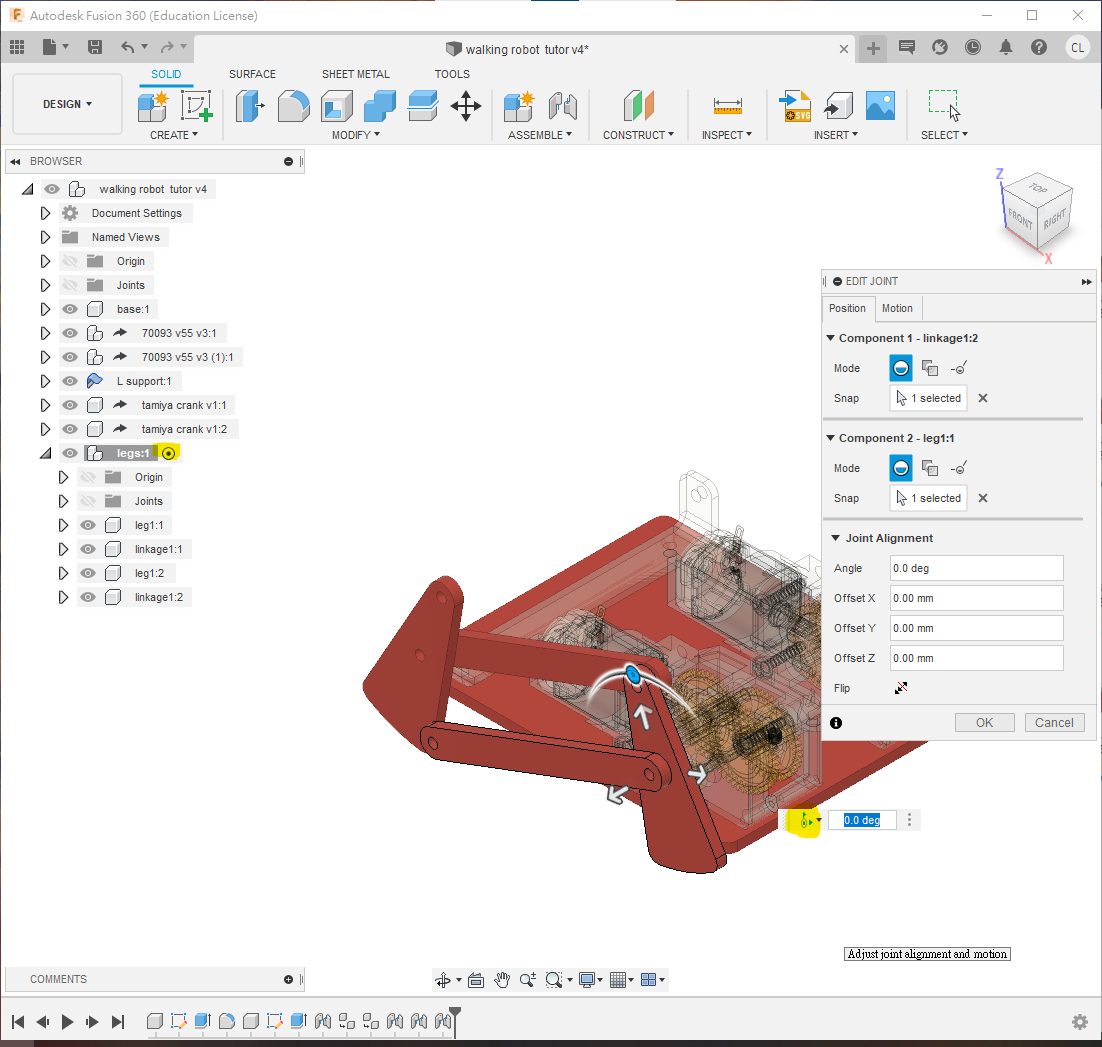 Autodesk Fusion 360 (Education License)
walking robot tutor v4*
CL
DESIGN
SOLID
SURFACE
SHEET METAL
TOOLS
CREATE
MODIFY
ASSEMBLE
CONSTRUCT
INSPECT
INSERT
SELECT
SVG
BROWSER
walking robot tutor v4
Document Settings
Named Views
Origin
Joints
base:1
70093 v55 v3:1
70093 v55 v3 (1):1
L support:1
tamiya crank v1:1
tamiya crank v1:2
legs:1
Origin
Joints
leg1:1
linkage1:1
leg1:2
linkage1:2
Z
TOP
FRONT
RIGHT
X
EDIT JOINT
Position
Motion
Component 1 - linkage1:2
Mode
Snap
1 selected
Component 2 - leg1:1
Mode
Snap
1 selected
Joint Alignment
Angle
0.0 deg
Offset X
0.00 mm
Offset Y
0.00 mm
Offset Z
0.00 mm
Flip
OK
Cancel
0.0 deg
Adjust joint alignment and motion
COMMENTS